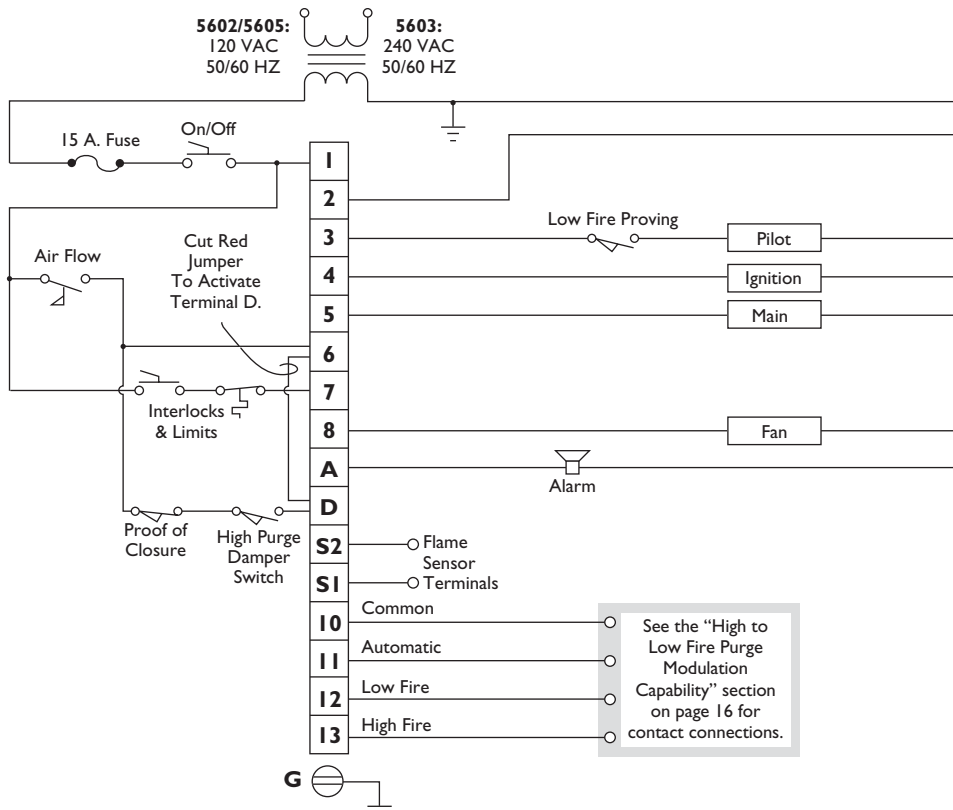 5602/5605:
120 VAC
50/60 HZ
5603:
240 VAC
50/60 HZ
15 A. Fuse
On/Off
1
2
Low Fire Proving
3
Pilot
Air Flow
Cut Red
Jumper
To Activate
Terminal D.
4
Ignition
5
Main
6
7
Interlocks
& Limits
8
Fan
A
Alarm
D
Proof of
Closure
High Purge
Damper
Switch
S2
Flame
Sensor
Terminals
S1
10
Common
11
Automatic
12
Low Fire
13
High Fire
See the “High to
Low Fire Purge
Modulation
Capability” section
on page 16 for
contact connections.
G